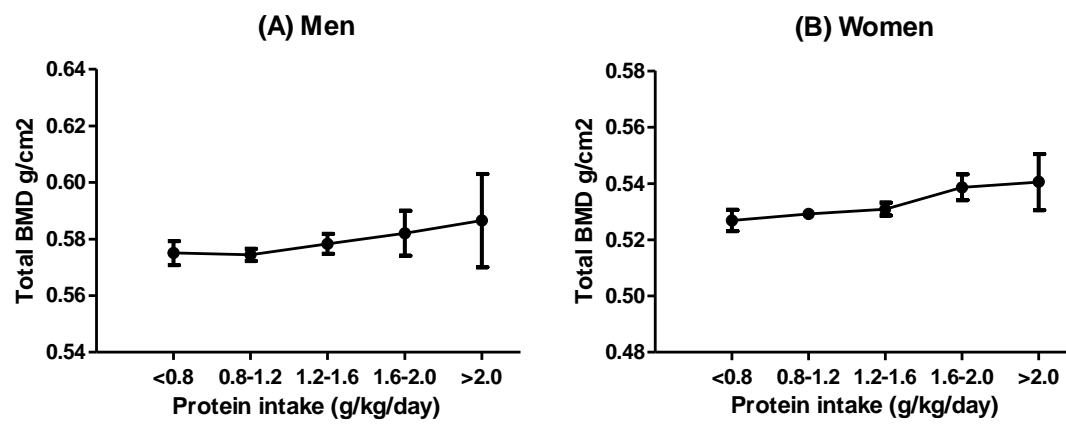 (A) Men
Total BMD g/cm2
0.64
0.62
0.60
0.58
0.56
0.54
<0.8 0.8-1.2 1.2-1.6 1.6-2.0 >2.0
Protein intake (g/kg/day)
(B) Women
Total BMD g/cm2
0.58
0.56
0.54
0.52
0.50
0.48
<0.8 0.8-1.2 1.2-1.6 1.6-2.0 >2.0
Protein intake (g/kg/day)